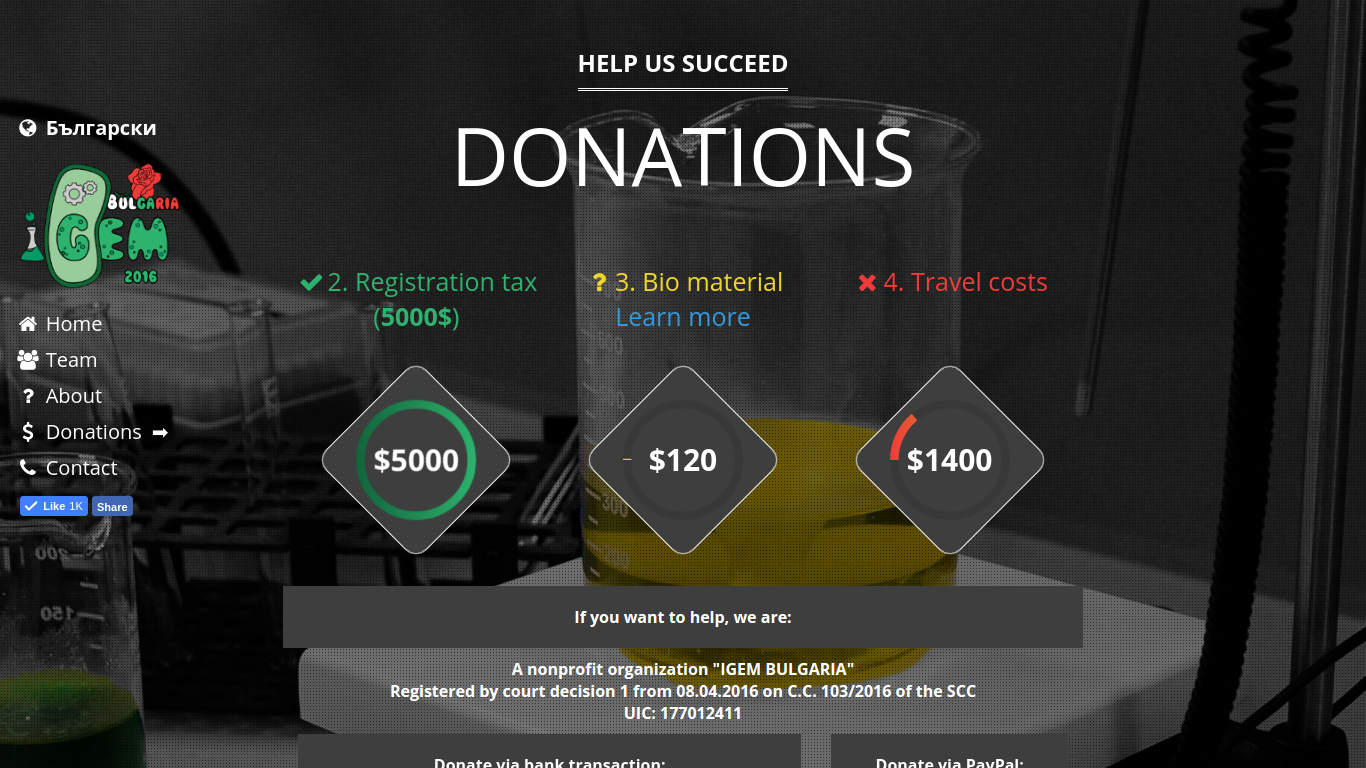 HELP US SUCCEED
DONATIONS
Български
BULGARIA
iGEM
2016
Home
Team
? About
$ Donations
Contact
Like 1K Share
2. Registration tax
(5000$)
? 3. Bio material
Learn more
4. Travel costs
$5000
$120
$1400
300
200
150
If you want to help, we are:
A nonprofit organization "IGEM BULGARIA"
Registered by court decision 1 from 08.04.2016 on C.C. 103/2016 of the SCC
UIC: 177012411
Donate via bank transaction:
Donate via PayPal: